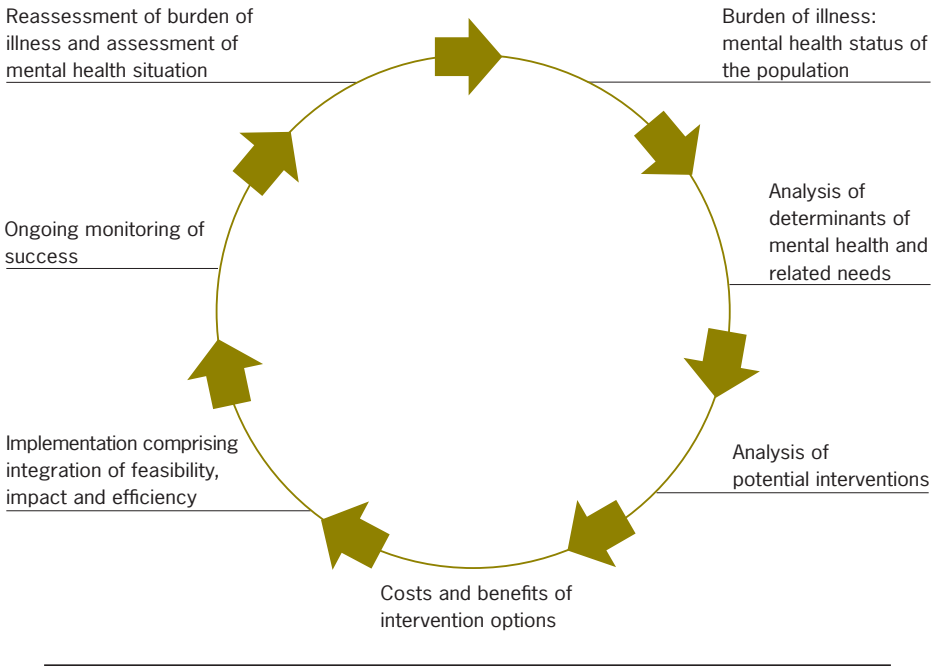 Reassessment of burden of
illness and assessment of
mental health situation
Burden of illness:
mental health status of
the population
Analysis of
determinants of
mental health and
related needs
Analysis of
potential interventions
Costs and benefits of
intervention options
Implementation comprising
integration of feasibility,
impact and efficiency
Ongoing monitoring of
success